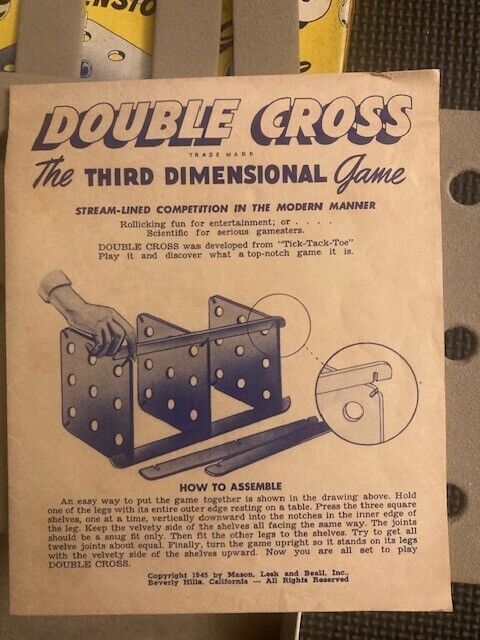 DOUBLE CROSS
TRADE MARK
The THIRD DIMENSIONAL Game
STREAM-LINED COMPETITION IN THE MODERN MANNER
Rollicking fun for entertainment; or . . . .
Scientific for serious gamesters.
DOUBLE CROSS was developed from "Tick-Tack-Toe"
Play it and discover what a top-notch game it is.
HOW TO ASSEMBLE
An easy way to put the game together is shown in the drawing above. Hold
one of the legs with its entire outer edge resting on a table. Press the three square
shelves, one at a time, vertically downward into the notches in the inner edge of
the leg. Keep the velvety side of the shelves all facing the same way. The joints
should be a snug fit only. Then fit the other legs to the shelves. Try to get all
twelve joints about equal. Finally, turn the game upright so it stands on its legs
with the velvety side of the shelves upward. Now you are all set to play
DOUBLE CROSS.
Copyright 1945 by Mason, Lesh and Beall, Inc.,
Beverly Hills, California — All Rights Reserved